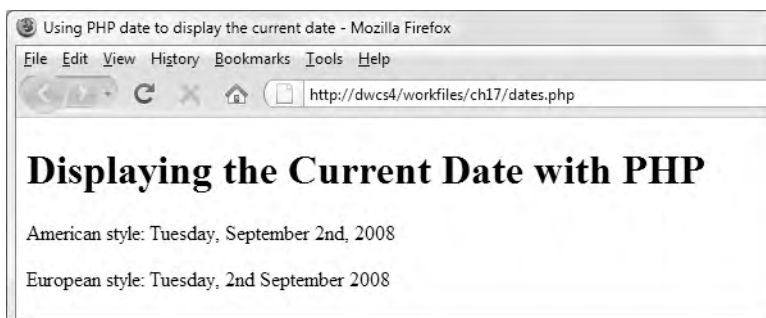 Using PHP date to display the current date - Mozilla Firefox
File Edit View History Bookmarks Tools Help
http://dwcs4/workfiles/ch17/dates.php
Displaying the Current Date with PHP
American style: Tuesday, September 2nd, 2008
European style: Tuesday, 2nd September 2008